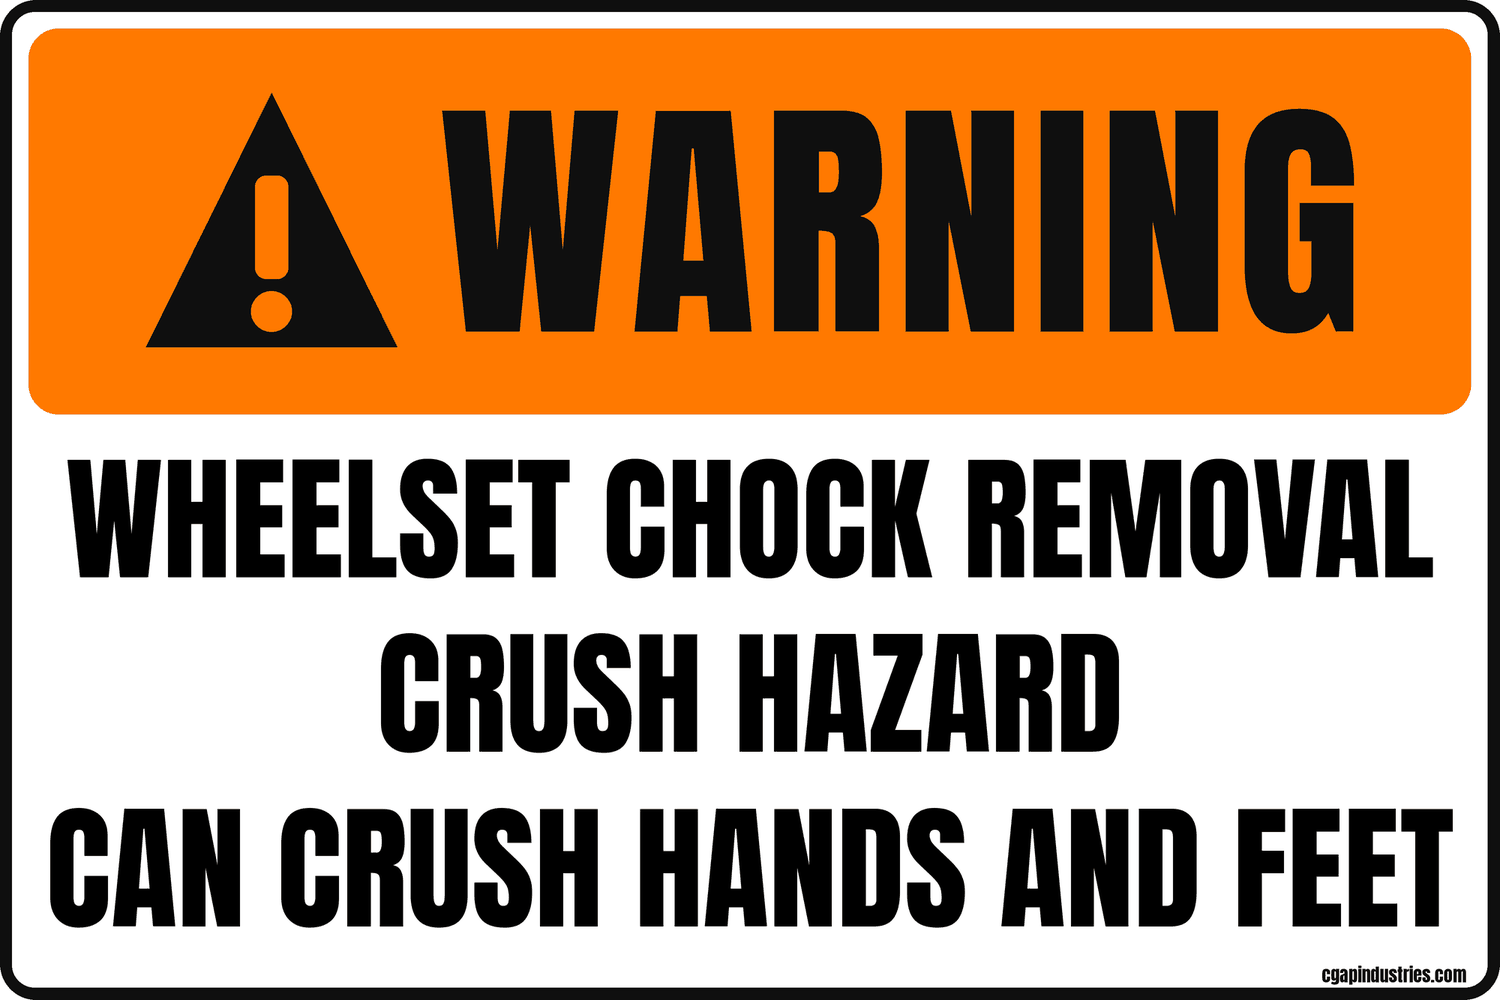 WARNING
WHEELSET CHOCK REMOVAL
CRUSH HAZARD
CAN CRUSH HANDS AND FEET
cgapindustries.com